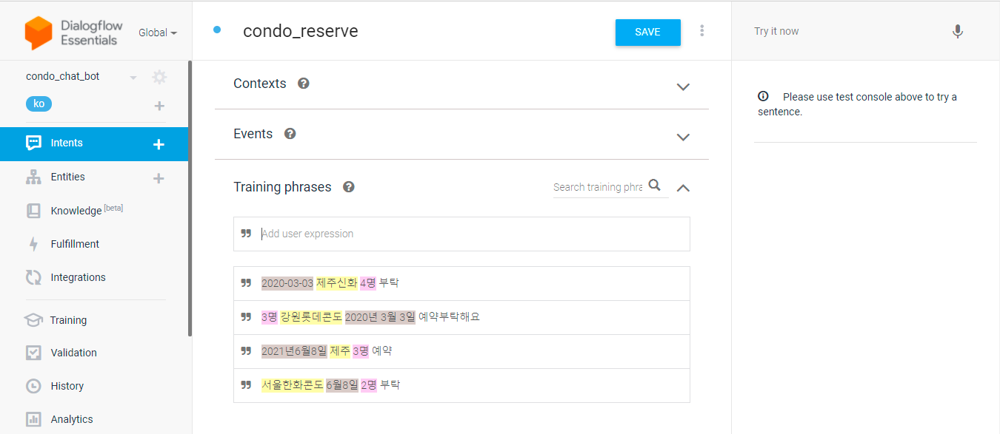 Dialogflow
Essentials
Global
condo_reserve
SAVE
Try it now
condo_chat_bot
ko
Intents
Entities
Knowledge [beta]
Fulfillment
Integrations
Training
Validation
History
Analytics
Contexts
Events
Training phrases
Search training phra
Add user expression
2020-03-03 제주신화 4명 부탁
3명 강원롯데콘도 2020년 3월 3일 예약부탁해요
2021년6월8일 제주 3명 예약
서울한화콘도 6월8일 2명 부탁
Please use test console above to try a
sentence.